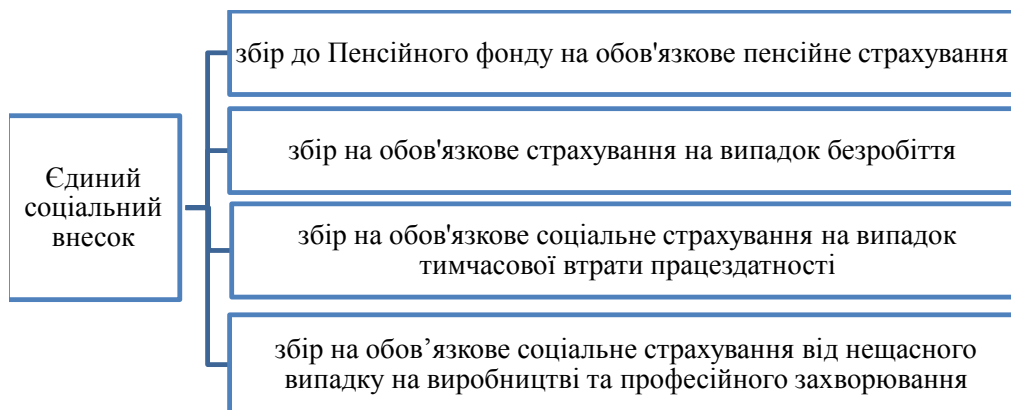 збір до Пенсійного фонду на обов'язкове пенсійне страхування
збір на обов'язкове страхування на випадок безробіття
Єдиний
соціальний
внесок
збір на обов'язкове соціальне страхування на випадок
тимчасової втрати працездатності
збір на обов’язкове соціальне страхування від нещасного
випадку на виробництві та професійного захворювання